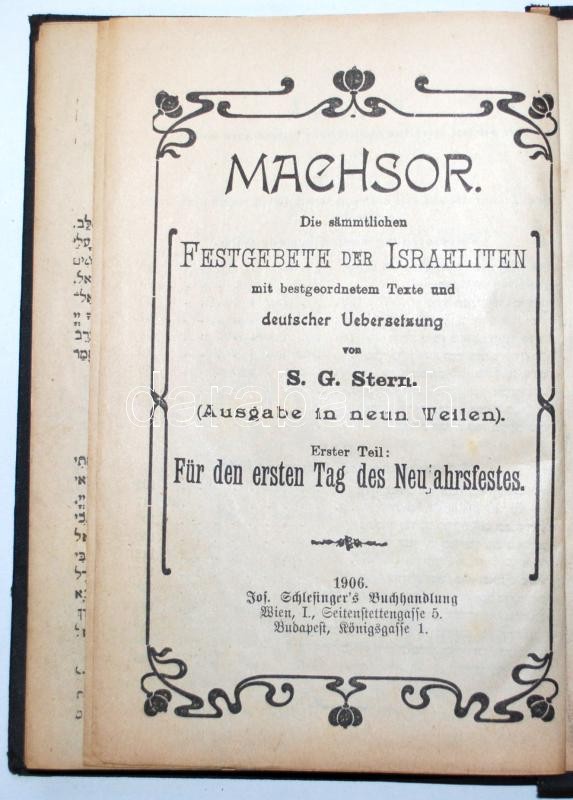 MACHSOR.
Die sämmtlichen
FESTGEBETE DER ISRAELITEN
mit bestgeordnetem Texte und
deutscher Uebersetzung
von
S. G. Stern.
(Ausgabe in neun Teilen).
Erster Teil:
Für den ersten Tag des Neujahrsfestes.
1906.
Jos. Schlesinger's Buchhandlung
Wien, I., Seitenstettengasse 5.
Budapest, Königsgasse 1.
darabanth